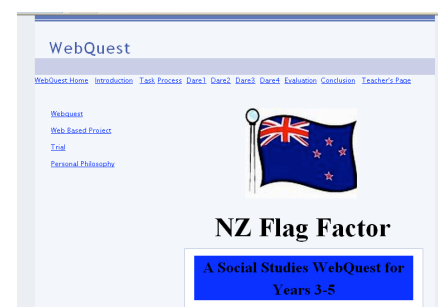 WebQuest
WebQuest Home Introduction Task Process Dare1 Dare2 Dare3 Dare4 Evaluation Conclusion Teacher's Page
Webquest
Web Based Project
Trial
Personal Philosophy
NZ Flag Factor
A Social Studies WebQuest for
Years 3-5